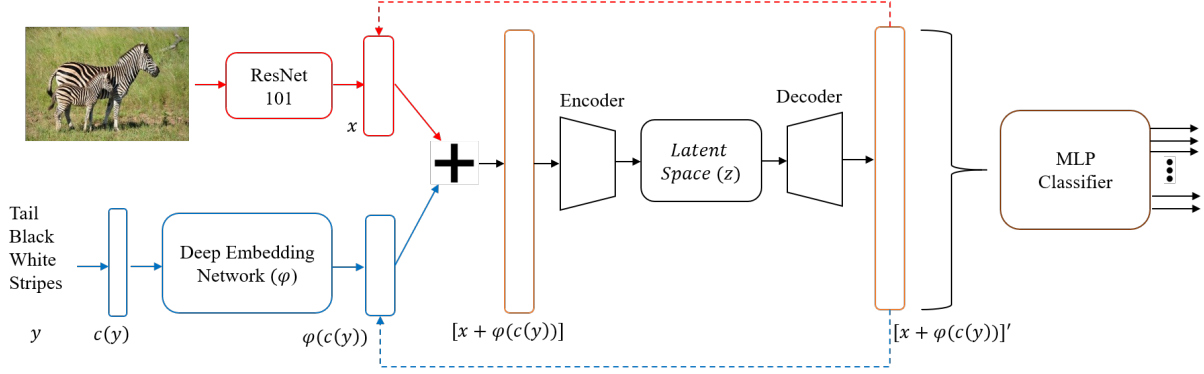 ResNet
101
x
Encoder
Decoder
Latent
Space (z)
MLP
Classifier
Tail
Black
White
Stripes
Deep Embedding
Network (φ)
y
c(y)
φ(c(y))
[x + φ(c(y))]
[x + φ(c(y))]′